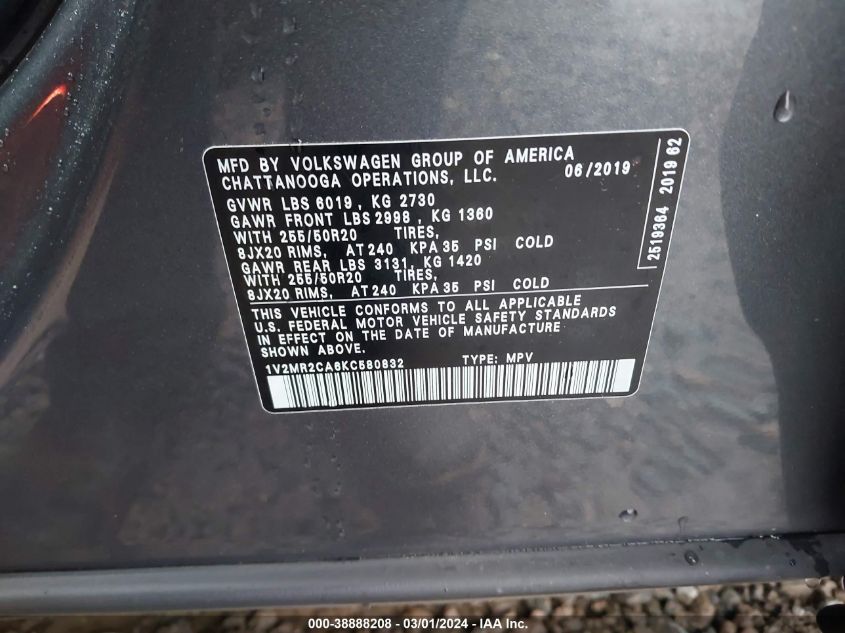 MFD BY VOLKSWAGEN GROUP OF AMERICA
CHATTANOOGA OPERATIONS, LLC. 06/2019
GVWR LBS 6019 , KG 2730
GAWR FRONT LBS 2998 , KG 1360
WITH 255/50R20 TIRES,
8JX20 RIMS, AT 240 KPA 35 PSI COLD
GAWR REAR LBS 3131, KG 1420
WITH 255/50R20 TIRES,
8JX20 RIMS, AT 240 KPA 35 PSI COLD
THIS VEHICLE CONFORMS TO ALL APPLICABLE
U.S. FEDERAL MOTOR VEHICLE SAFETY STANDARDS
IN EFFECT ON THE DATE OF MANUFACTURE
SHOWN ABOVE.
1V2MR2CA6KC580832 TYPE: MPV
2519364 2019 62
000-38888208 - 03/01/2024 - IAA Inc.